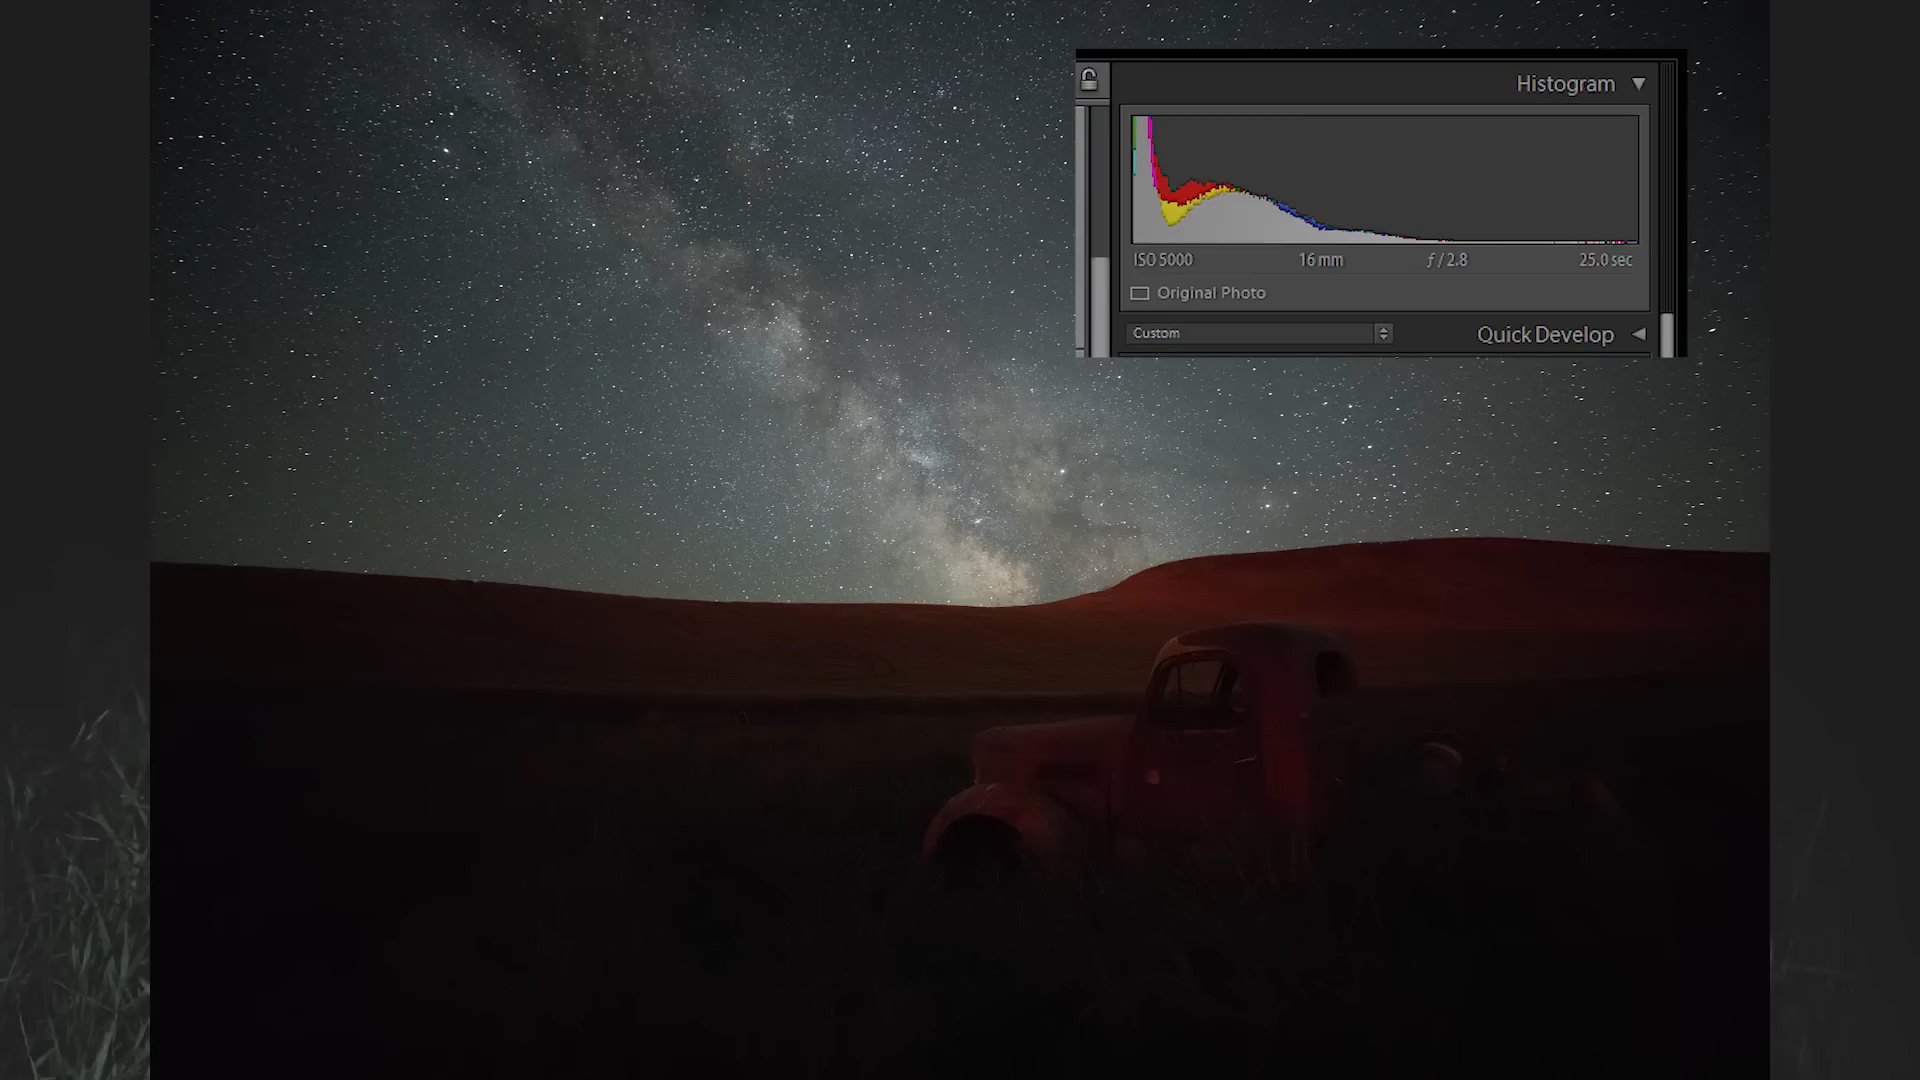 Histogram
ISO 5000 16 mm ƒ / 2.8 25.0 sec
Original Photo
Custom Quick Develop